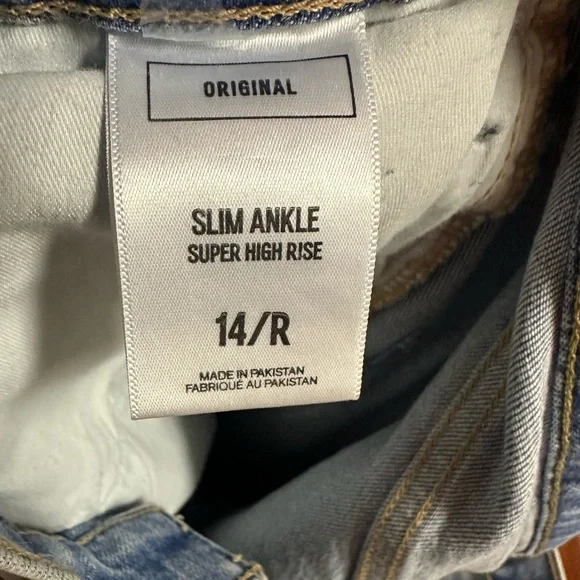 ORIGINAL
SLIM ANKLE
SUPER HIGH RISE
14/R
MADE IN PAKISTAN
FABRIQUÉ AU PAKISTAN